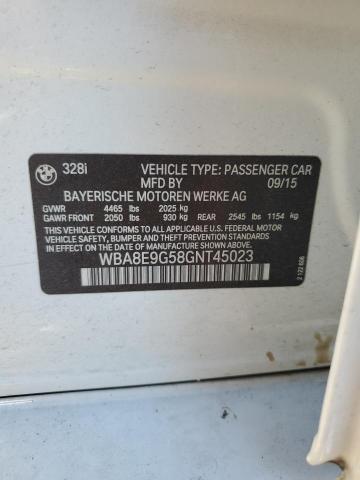 BMW
328i VEHICLE TYPE: PASSENGER CAR
MFD BY 09/15
BAYERISCHE MOTOREN WERKE AG
GVWR 4465 lbs 2025 kg
GAWR FRONT 2050 lbs 930 kg REAR 2545 lbs 1154 kg
THIS VEHICLE CONFORMS TO ALL APPLICABLE
U.S. FEDERAL MOTOR VEHICLE SAFETY, BUMPER,
AND THEFT PREVENTION STANDARDS IN EFFECT ON
THE DATE OF MANUFACTURE SHOWN ABOVE.
WBA8E9G58GNT45023